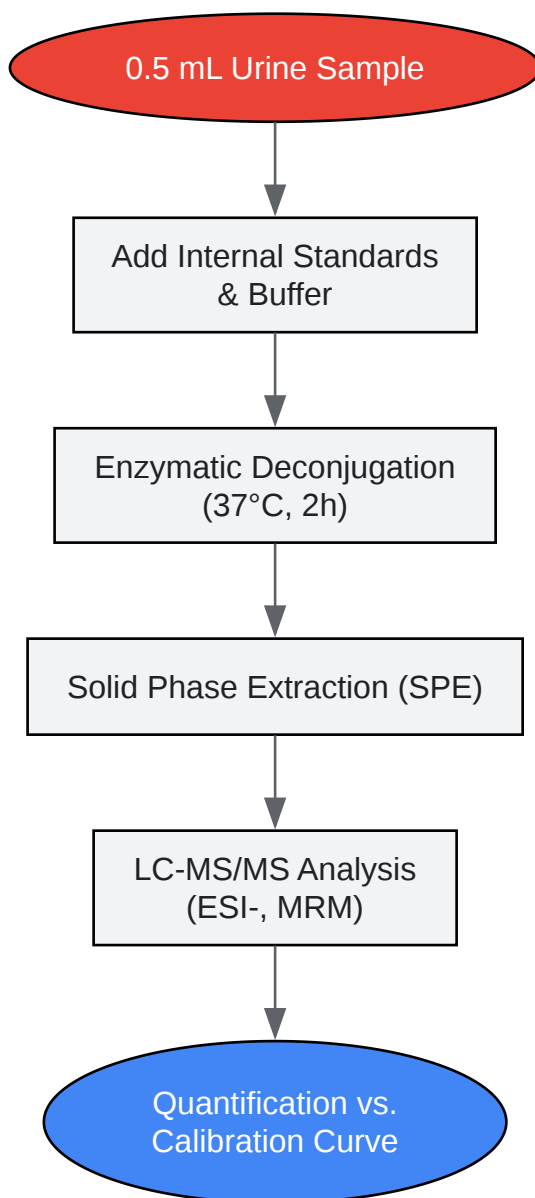 0.5 mL Urine Sample
Add Internal Standards
& Buffer
Enzymatic Deconjugation
(37°C, 2h)
Solid Phase Extraction (SPE)
LC-MS/MS Analysis
(ESI-, MRM)
Quantification vs.
Calibration Curve